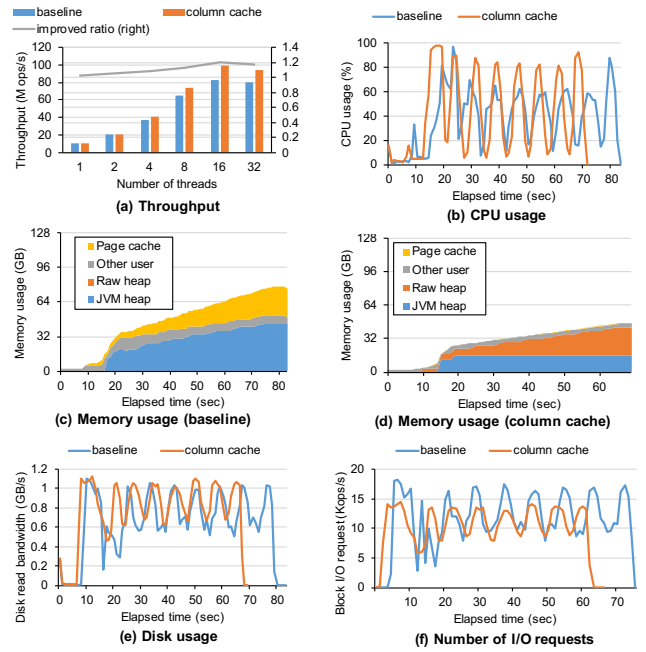 baseline
column cache
improved ratio (right)
Throughput (M ops/s)
120
100
80
60
40
20
0
1.4
1.2
1
0.8
0.6
0.4
0.2
0
1 2 4 8 16 32
Number of threads
(a) Throughput
baseline
column cache
CPU usage (%)
100
80
60
40
20
0
0 10 20 30 40 50 60 70 80
Elapsed time (sec)
(b) CPU usage
Memory usage (GB)
128
96
64
32
0
Page cache
Other user
Raw heap
JVM heap
0 10 20 30 40 50 60 70 80
Elapsed time (sec)
(c) Memory usage (baseline)
Memory usage (GB)
128
96
64
32
0
Page cache
Other user
Raw heap
JVM heap
0 10 20 30 40 50 60
Elapsed time (sec)
(d) Memory usage (column cache)
baseline
column cache
Disk read bandwidth (GB/s)
1.2
1
0.8
0.6
0.4
0.2
0
0 10 20 30 40 50 60 70 80
Elapsed time (sec)
(e) Disk usage
baseline
column cache
Block I/O request (Kops/s)
20
15
10
5
0
0 10 20 30 40 50 60 70
Elapsed time (sec)
(f) Number of I/O requests